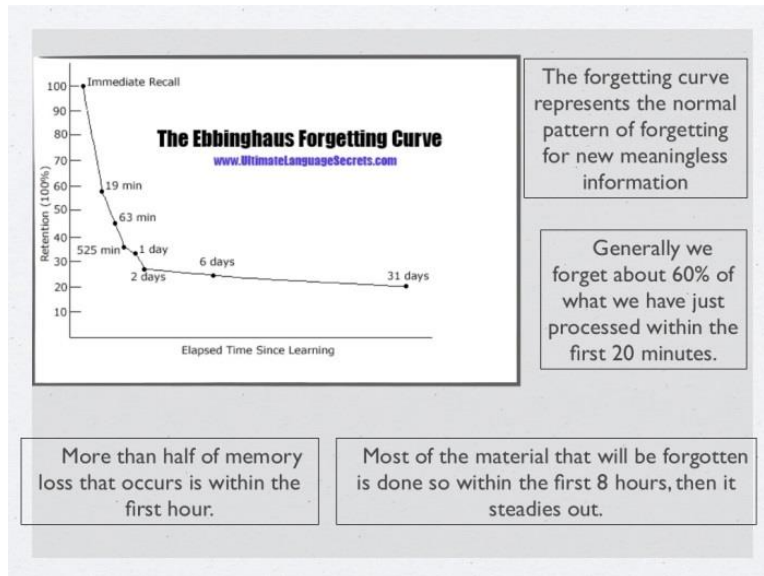 Immediate Recall
100
90
80
70
60
50
40
30
20
10
Retention (100%)
The Ebbinghaus Forgetting Curve
www.UltimateLanguageSecrets.com
19 min
63 min
525 min
1 day
2 days
6 days
31 days
Elapsed Time Since Learning
The forgetting curve
represents the normal
pattern of forgetting
for new meaningless
information
Generally we
forget about 60% of
what we have just
processed within the
first 20 minutes.
More than half of memory
loss that occurs is within the
first hour.
Most of the material that will be forgotten
is done so within the first 8 hours, then it
steadies out.